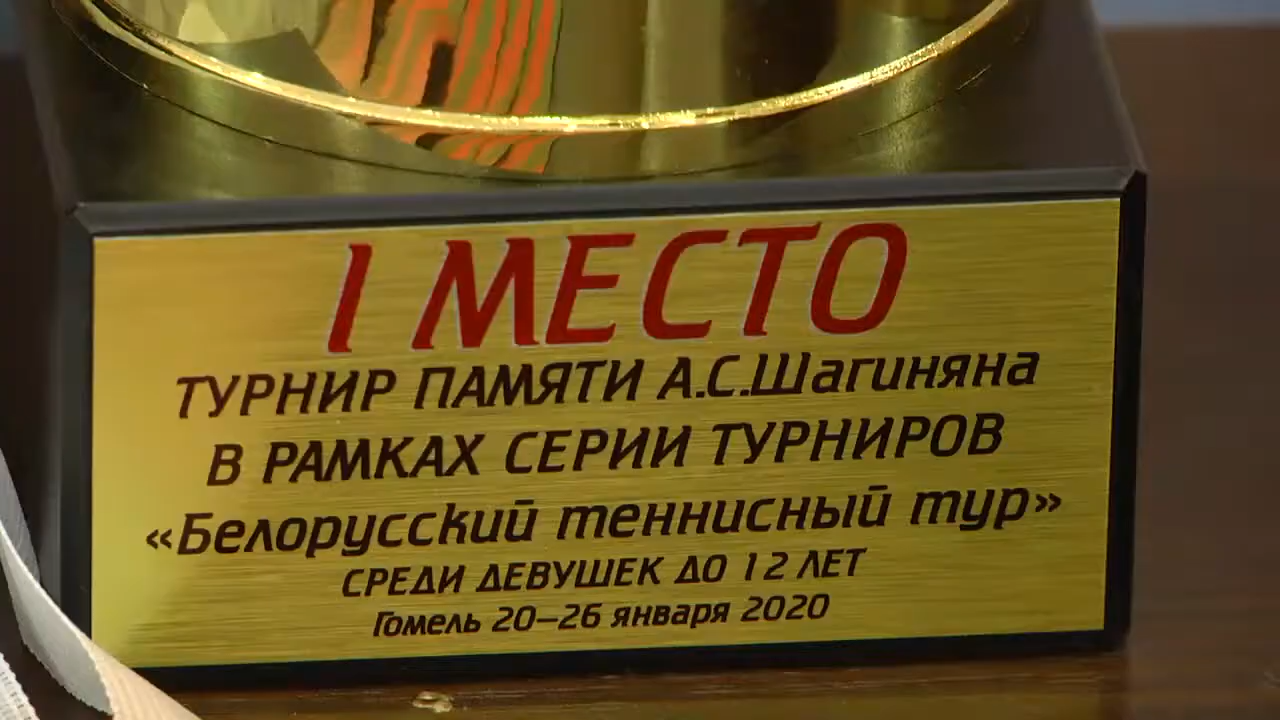 I МЕСТО
ТУРНИР ПАМЯТИ А.С.Шагиняна
В РАМКАХ СЕРИИ ТУРНИРОВ
«Белорусский теннисный тур»
СРЕДИ ДЕВУШЕК ДО 12 ЛЕТ
Гомель 20–26 января 2020